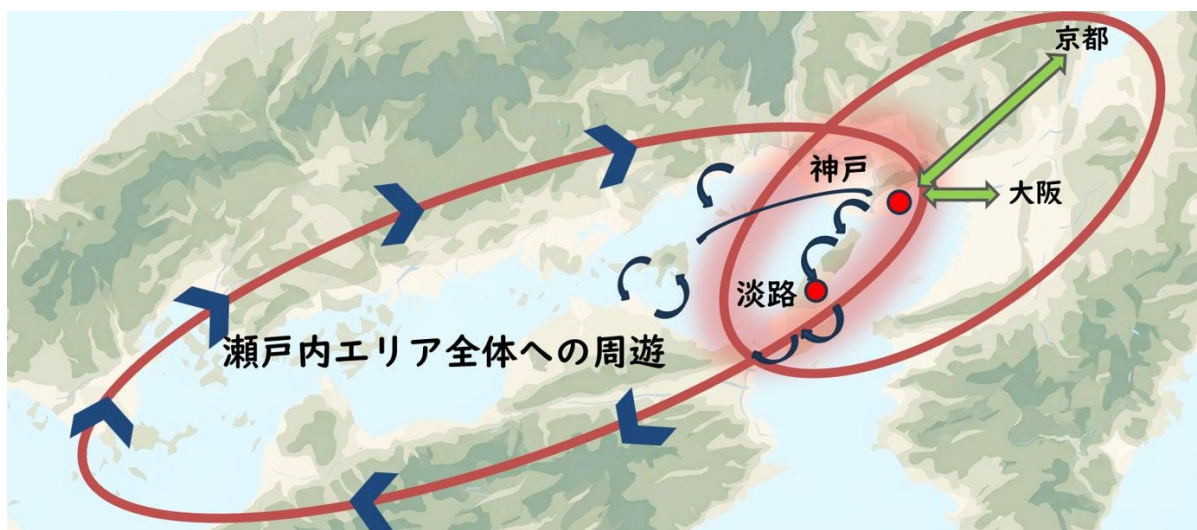 京都
神戸
大阪
淡路
瀬戸内エリア全体への周遊